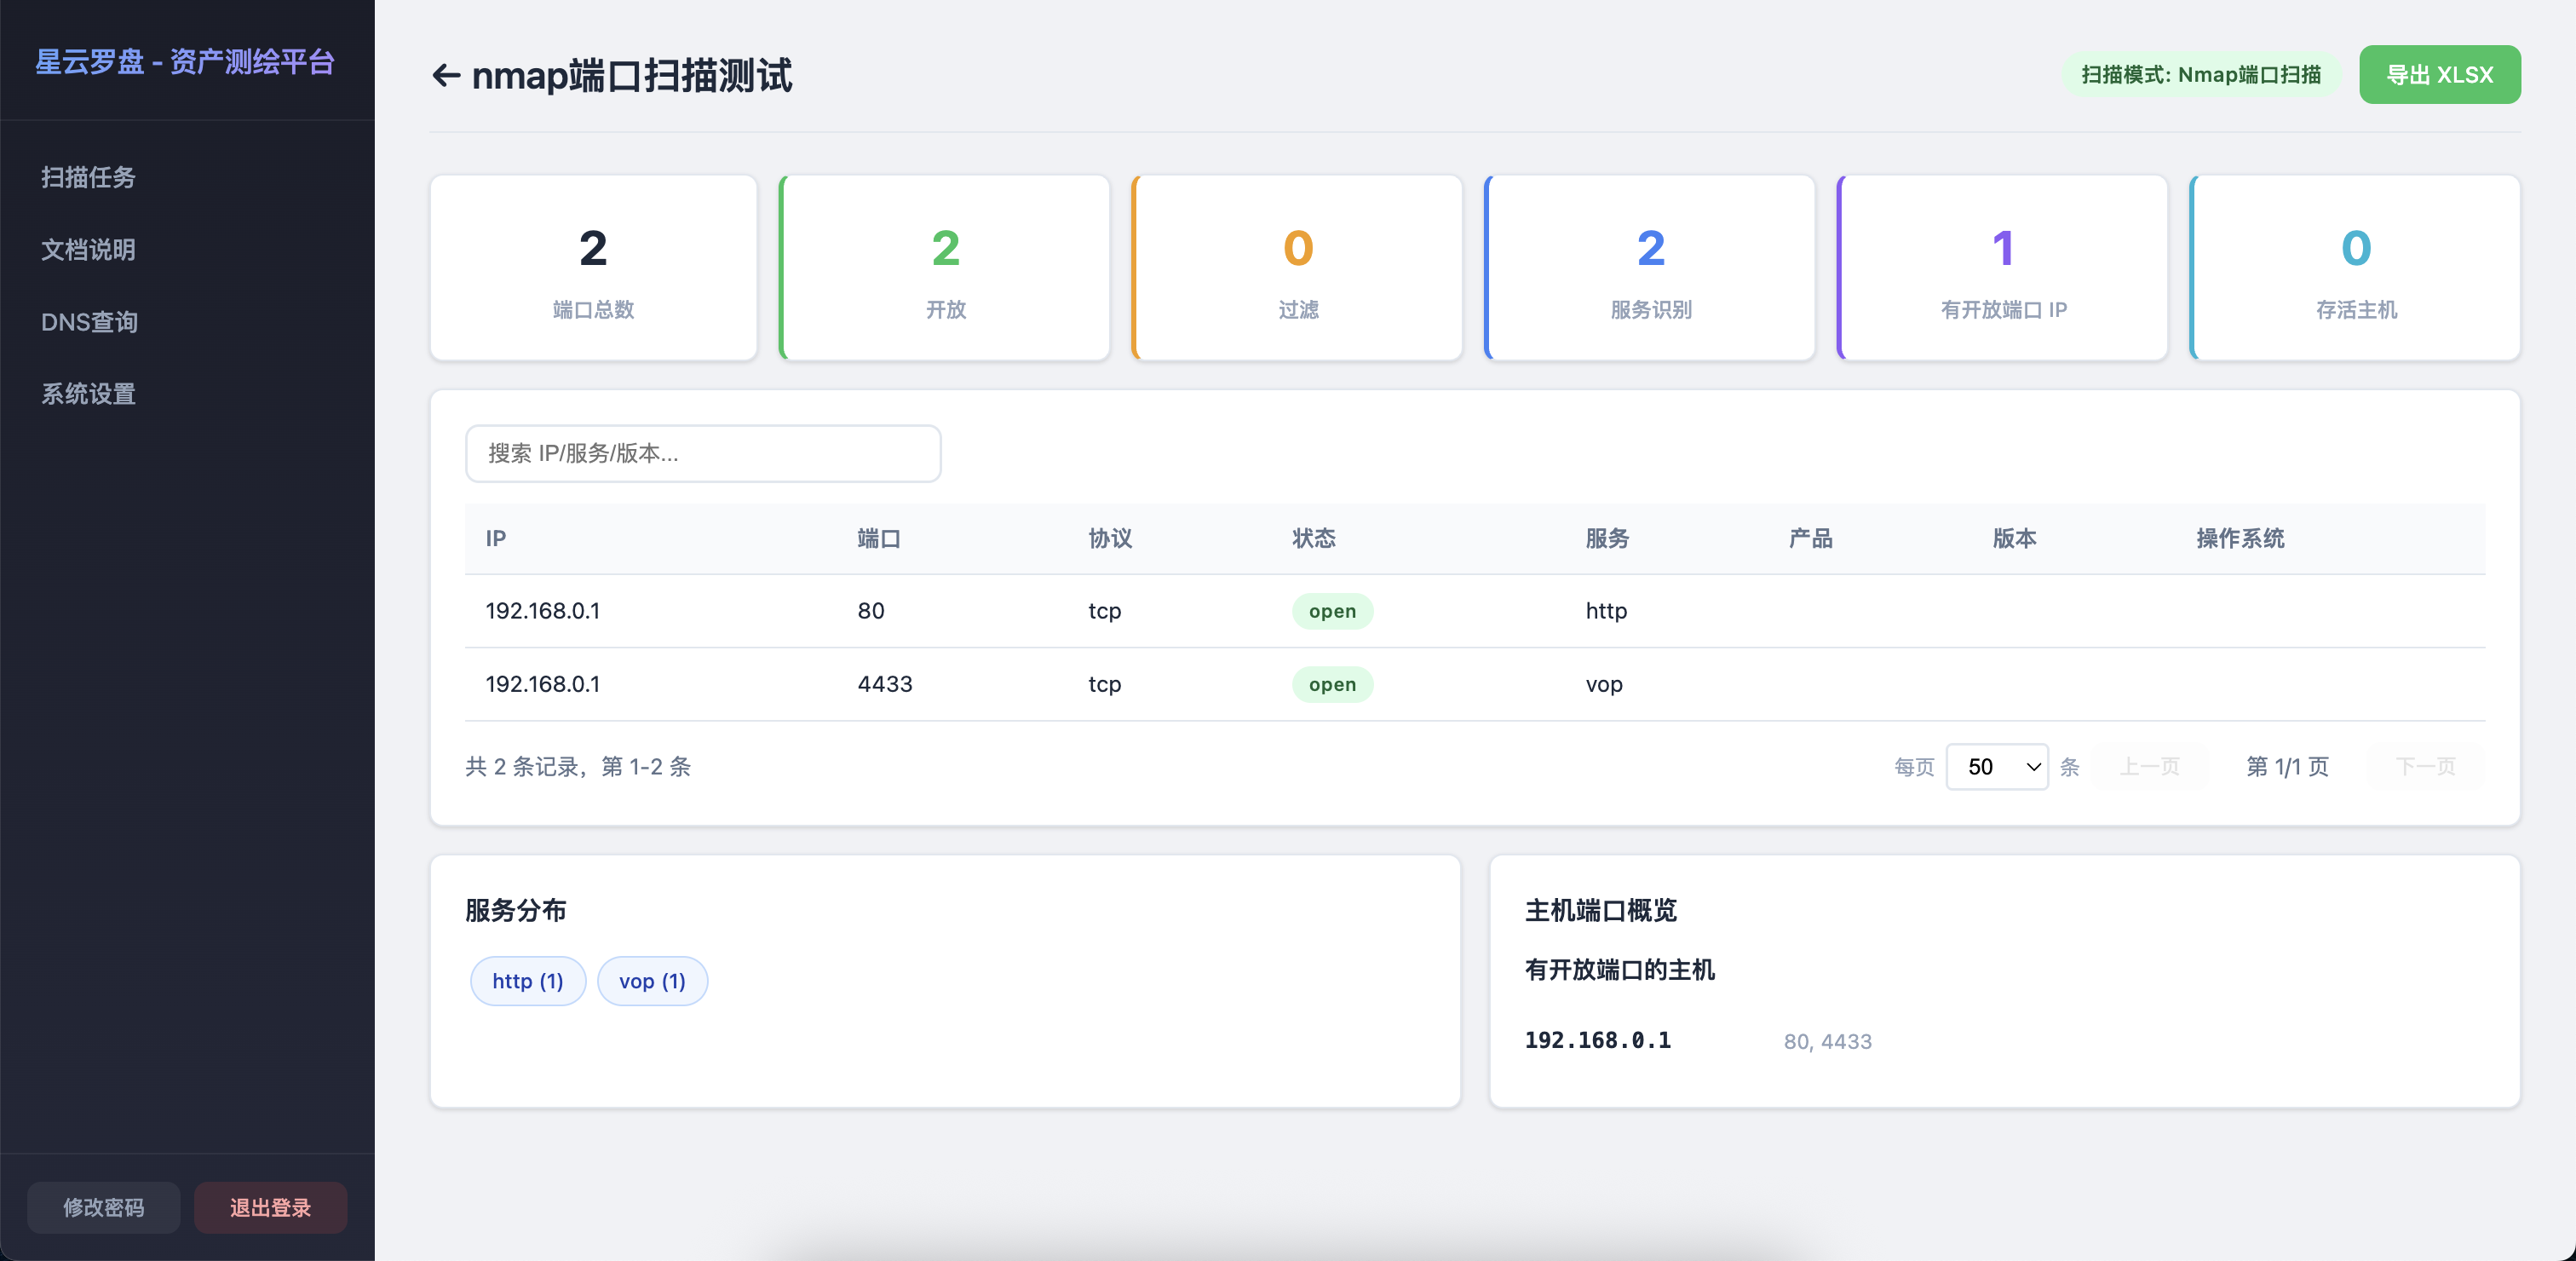 星云罗盘 - 资产测绘平台
扫描任务
文档说明
DNS查询
系统设置
修改密码
退出登录
← nmap端口扫描测试
扫描模式: Nmap端口扫描
导出 XLSX
2
端口总数
2
开放
0
过滤
2
服务识别
1
有开放端口 IP
0
存活主机
搜索 IP/服务/版本...
IP 端口 协议 状态 服务 产品 版本 操作系统
192.168.0.1 80 tcp open http
192.168.0.1 4433 tcp open vop
共 2 条记录，第 1-2 条
每页 50 条 上一页 第 1/1 页 下一页
服务分布
http (1) vop (1)
主机端口概览
有开放端口的主机
192.168.0.1 80, 4433